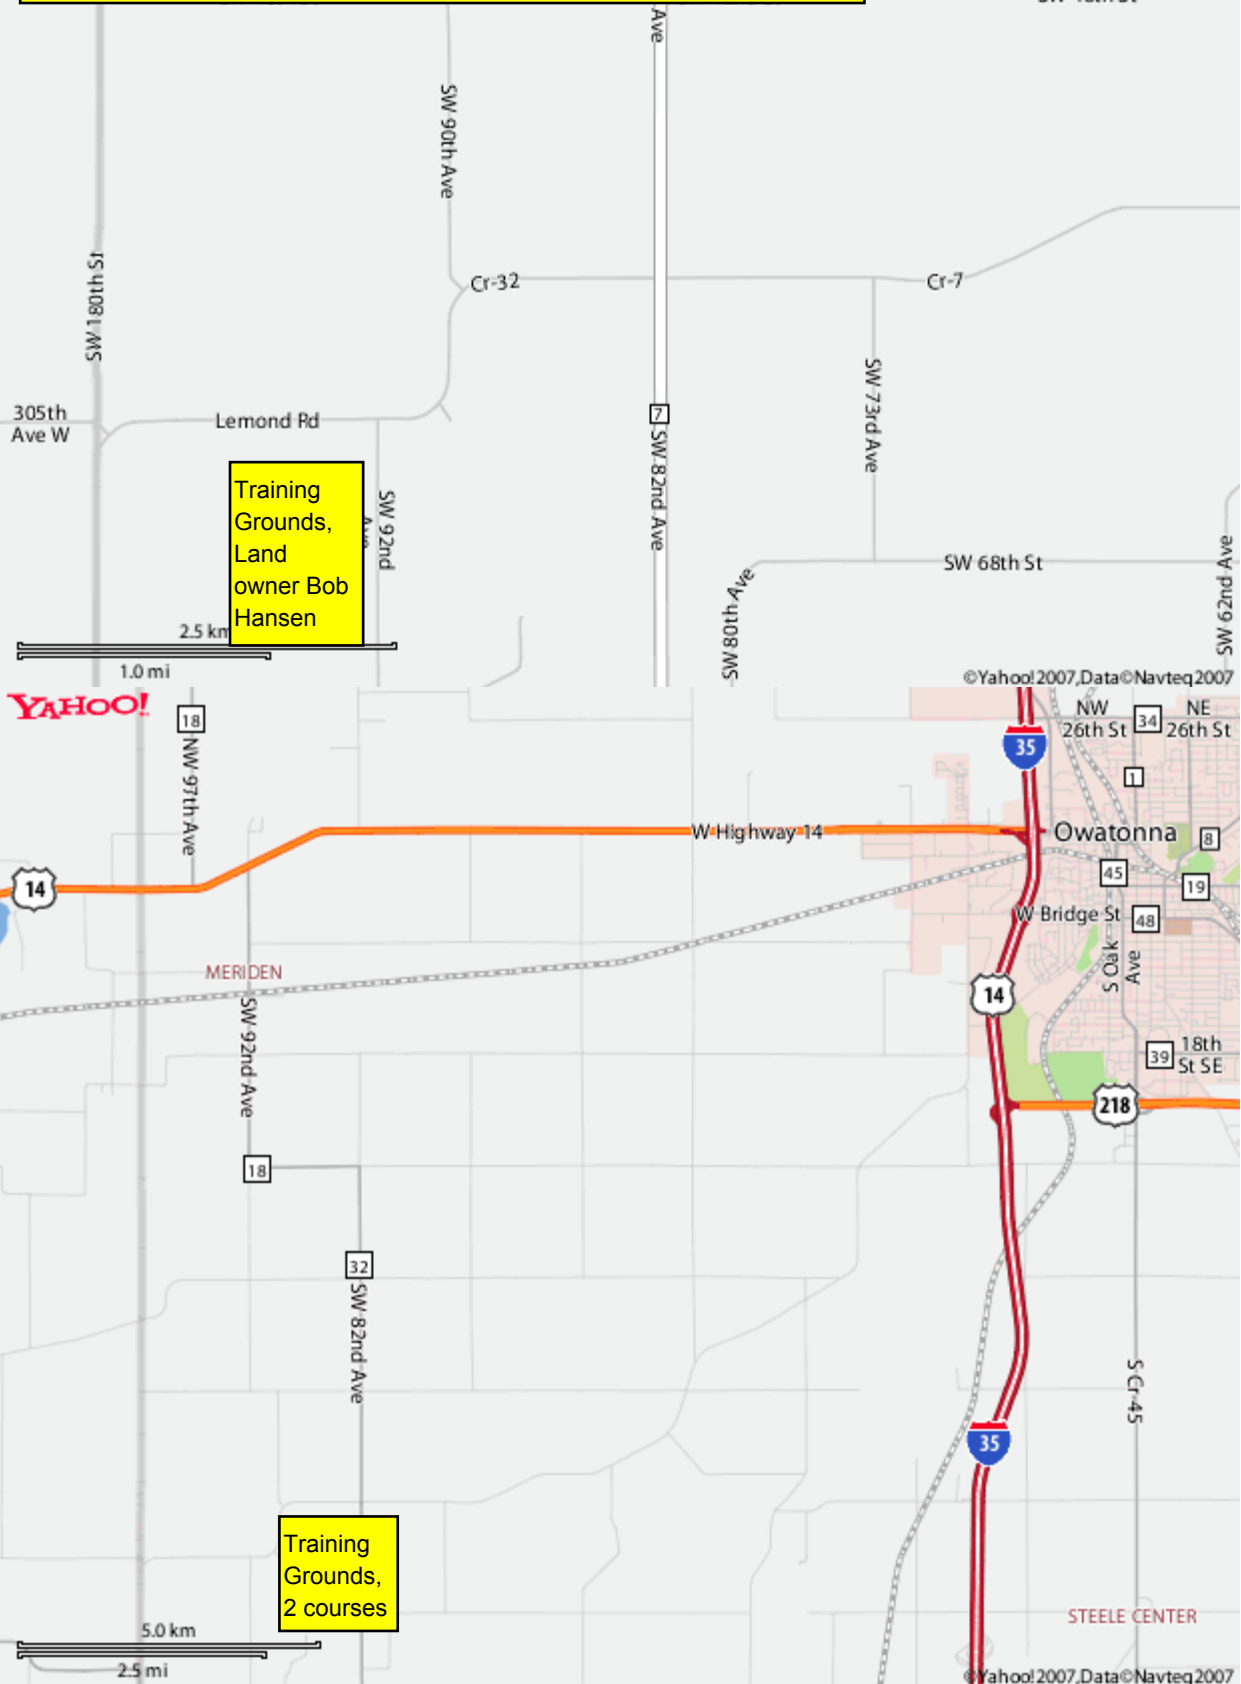 Ave
SW 90th Ave
SW 180th St
Cr-32
Cr-7
SW 73rd Ave
305th
Ave W
Lemond Rd
7
SW 82nd Ave
Training
Grounds,
Land
owner Bob
Hansen
SW 92nd
Ave
SW 80th Ave
SW 68th St
SW 62nd Ave
2.5 km
1.0 mi
©Yahoo!2007,Data©Navteq2007
YAHOO!
18
NW 97th Ave
35
NW
26th St
34
NE
26th St
1
W Highway 14
Owatonna
8
14
45
19
W Bridge St
48
MERIDEN
S Oak
Ave
14
SW 92nd Ave
39
18th
St SE
218
18
32
SW 82nd Ave
S Cr-45
35
Training
Grounds,
2 courses
STEELE CENTER
5.0 km
2.5 mi
©Yahoo!2007,Data©Navteq2007